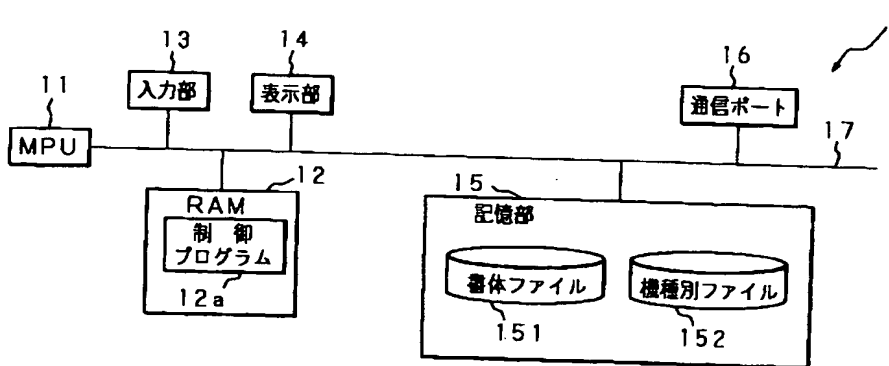 13
14
16
11
入力部
表示部
通信ポート
17
MPU
12
15
RAM
記憶部
制 御
プログラム
書体ファイル
機種別ファイル
12a
151
152